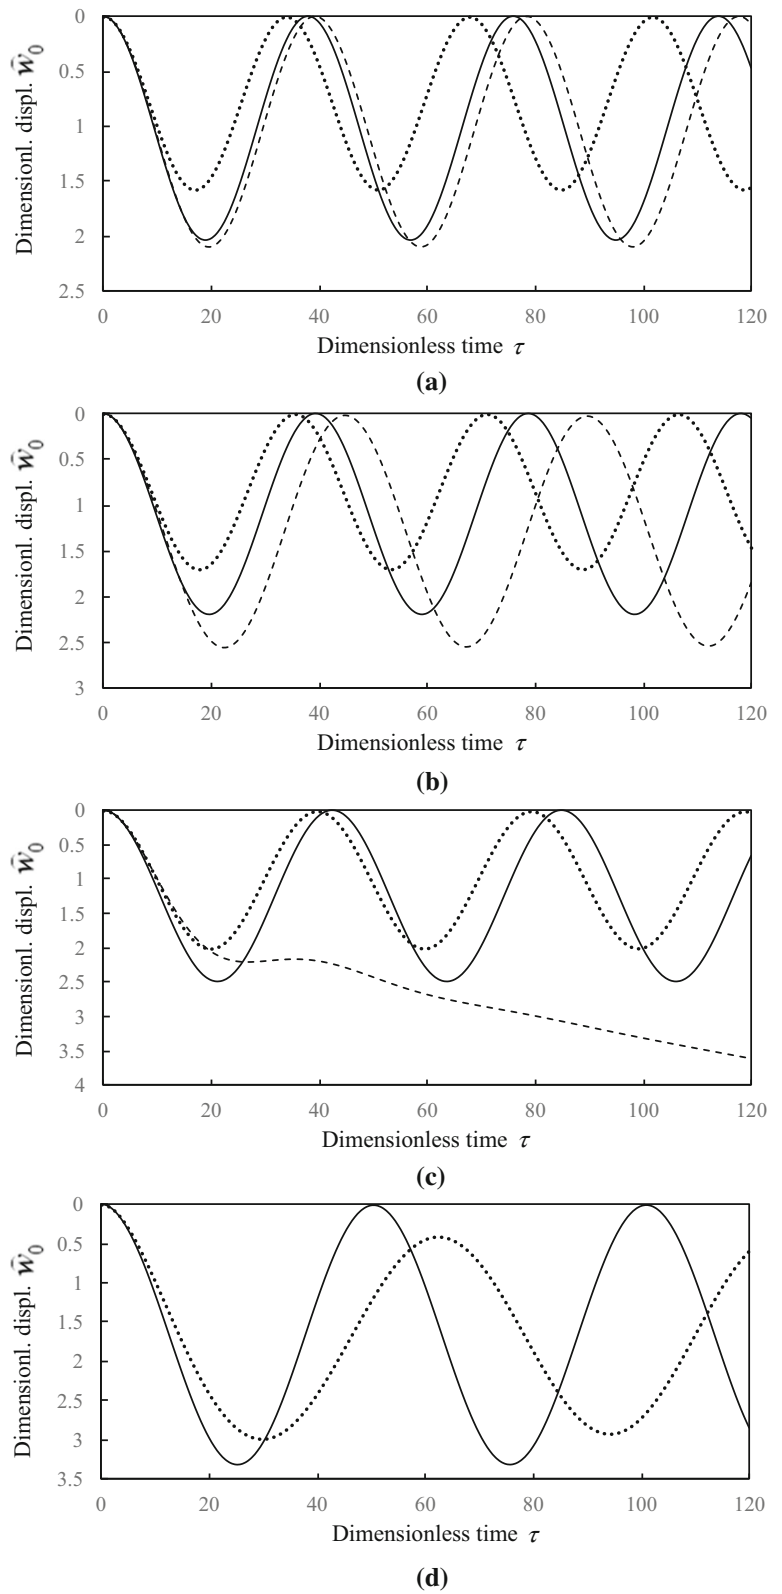 0
0.5
1
1.5
2
2.5
Dimensionl. displ. ŵ₀
0 20 40 60 80 100 120
Dimensionless time τ
(a)
0
0.5
1
1.5
2
2.5
3
Dimensionl. displ. ŵ₀
0 20 40 60 80 100 120
Dimensionless time τ
(b)
0
0.5
1
1.5
2
2.5
3
3.5
4
Dimensionl. displ. ŵ₀
0 20 40 60 80 100 120
Dimensionless time τ
(c)
0
0.5
1
1.5
2
2.5
3
3.5
Dimensionl. displ. ŵ₀
0 20 40 60 80 100 120
Dimensionless time τ
(d)